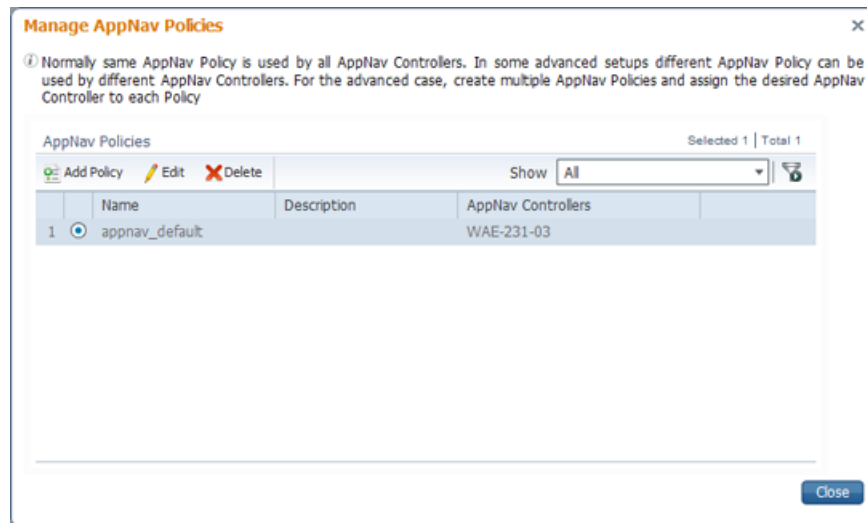 Manage AppNav Policies
Normally same AppNav Policy is used by all AppNav Controllers. In some advanced setups different AppNav Policy can be
used by different AppNav Controllers. For the advanced case, create multiple AppNav Policies and assign the desired AppNav
Controller to each Policy
AppNav Policies Selected 1 | Total 1
Add Policy Edit Delete Show All
Name Description AppNav Controllers
1 appnav_default WAE-231-03
Close